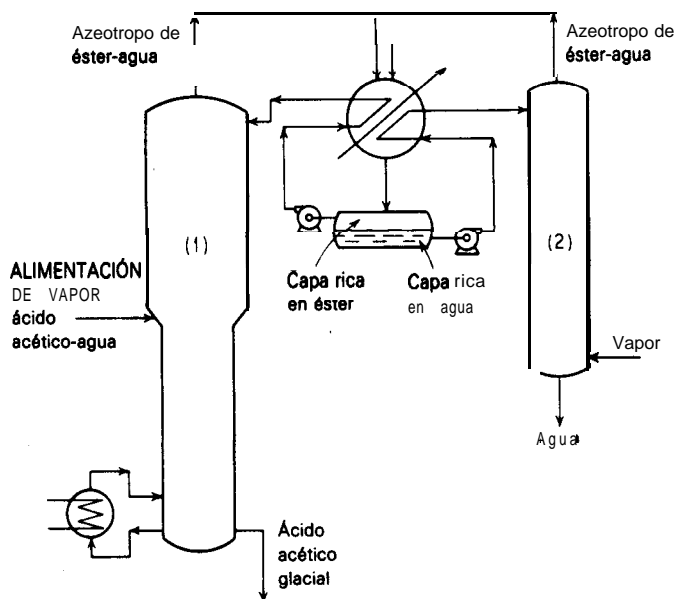 Azeotropo de
éster-agua
Azeotropo de
éster-agua
(1)
(2)
ALIMENTACIÓN
DE VAPOR
ácido
acético-agua
Capa rica
en éster
Capa rica
en agua
Vapor
Agua
Ácido
acético
glacial